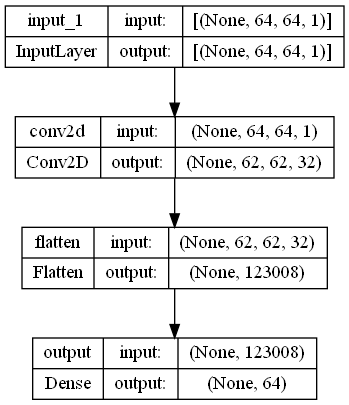 input_1 input: [(None, 64, 64, 1)]
InputLayer output: [(None, 64, 64, 1)]
conv2d input: (None, 64, 64, 1)
Conv2D output: (None, 62, 62, 32)
flatten input: (None, 62, 62, 32)
Flatten output: (None, 123008)
output input: (None, 123008)
Dense output: (None, 64)